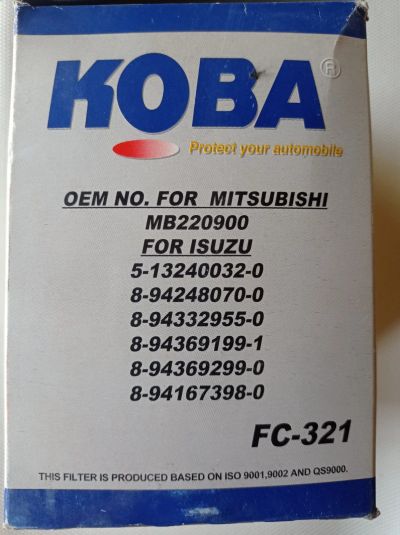 KOBA®
Protect your automobile
OEM NO. FOR MITSUBISHI
MB220900
FOR ISUZU
5-13240032-0
8-94248070-0
8-94332955-0
8-94369199-1
8-94369299-0
8-94167398-0
FC-321
THIS FILTER IS PRODUCED BASED ON ISO 9001,9002 AND QS9000.